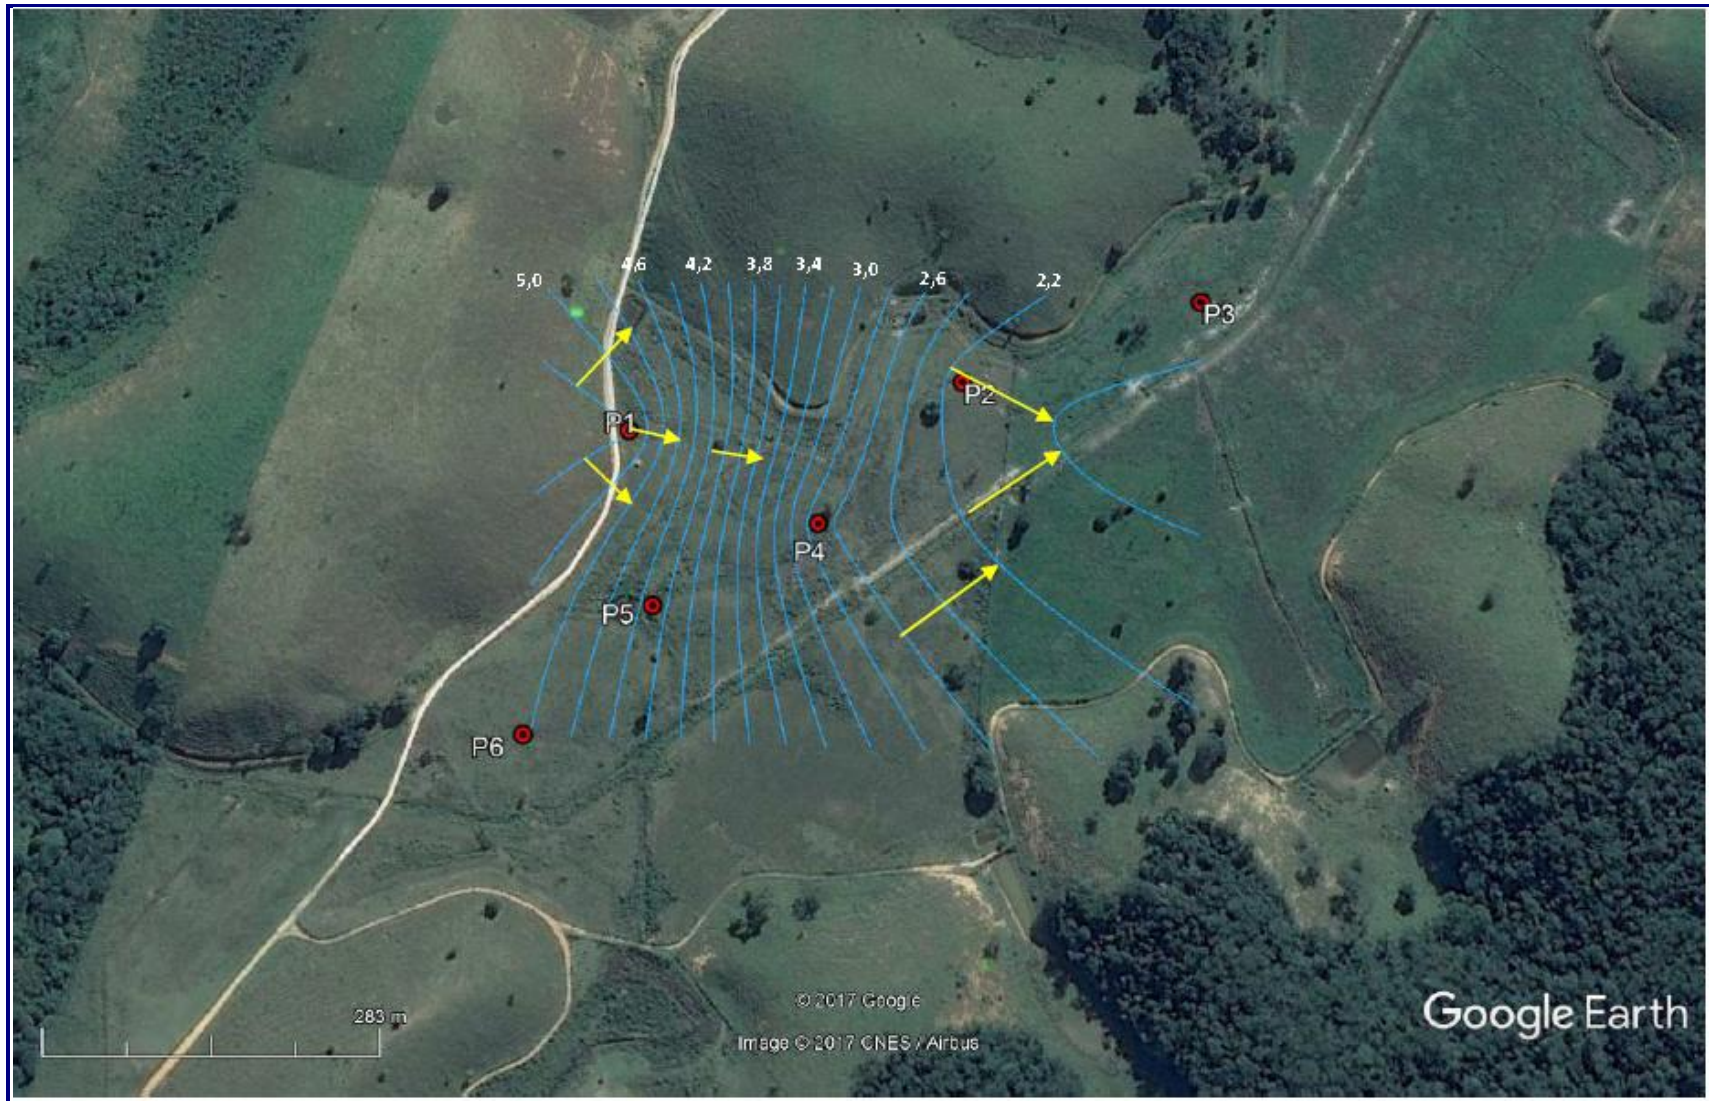 5,0
4,6
4,2
3,8
3,4
3,0
2,6
2,2
P3
P2
P1
P4
P5
P6
283 m
© 2017 Google
Image © 2017 CNES / Airbus
Google Earth